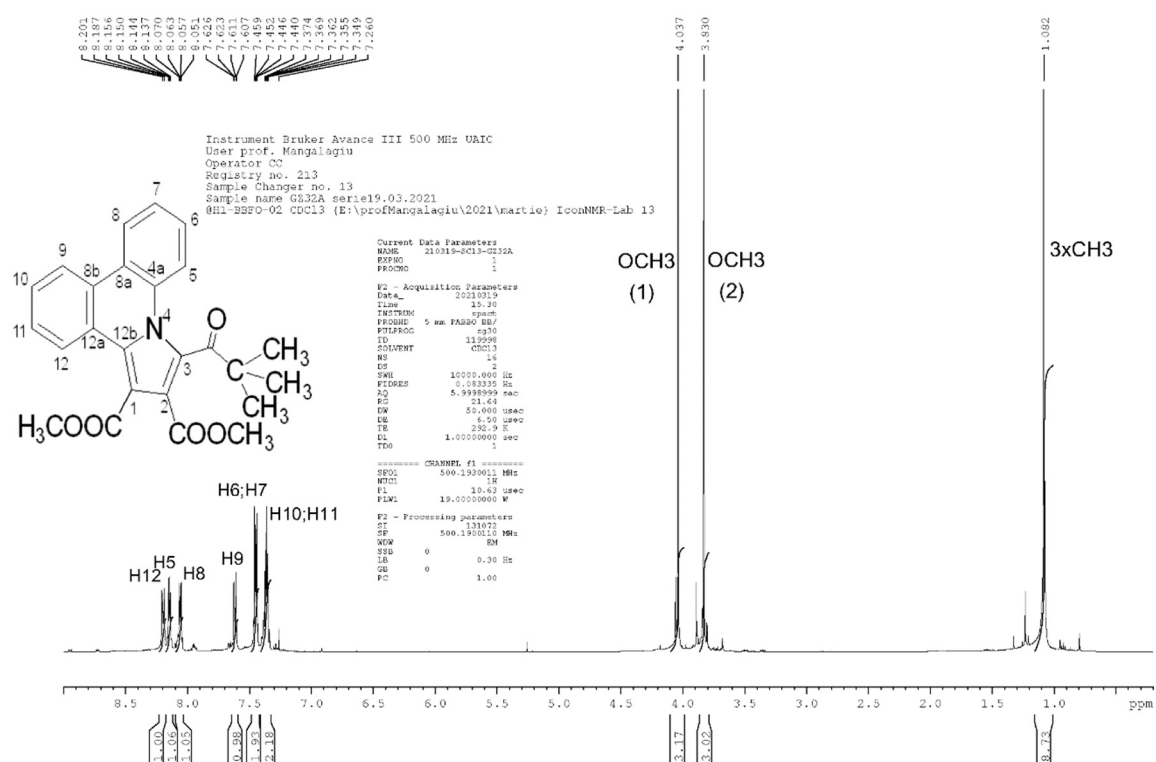 8.201
8.187
8.156
8.150
8.144
8.137
8.070
8.063
8.057
8.051
7.626
7.623
7.611
7.607
7.459
7.452
7.446
7.440
7.374
7.369
7.362
7.355
7.349
7.260
4.037
3.830
1.082
Instrument Bruker Avance III 500 MHz UAIC
User prof. Mangalagiu
Operator CC
Registry no. 213
Sample Changer no. 13
Sample name GZ32A serie19.03.2021
@H1-BBFO-02 CDCl3 {E:\profMangalagiu\2021\martie} IconNMR-Lab 13
7
8
6
9
4a
5
8b
8a
10
4
11
12b
N
O
12a
12
3
CH3
CH3
1
2
CH3
H3COOC
COOCH3
Current Data Parameters
NAME 210319-SC13-GZ32A
EXPNO 1
PROCNO 1
F2 - Acquisition Parameters
Date_ 20210319
Time 15.30
INSTRUM spect
PROBHD 5 mm PABBO BB/
PULPROG zg30
TD 119998
SOLVENT CDCl3
NS 16
DS 2
SWH 10000.000 Hz
FIDRES 0.083335 Hz
AQ 5.9998999 sec
RG 21.64
DW 50.000 usec
DE 6.50 usec
TE 292.9 K
D1 1.00000000 sec
TD0 1
======== CHANNEL f1 ========
SFO1 500.1930011 MHz
NUC1 1H
P1 10.63 usec
PLW1 19.00000000 W
F2 - Processing parameters
SI 131072
SF 500.1900110 MHz
WDW EM
SSB 0
LB 0.30 Hz
GB 0
PC 1.00
OCH3
(1)
OCH3
(2)
3xCH3
H6;H7
H10;H11
H12
H5
H8
H9
8.5 8.0 7.5 7.0 6.5 6.0 5.5 5.0 4.5 4.0 3.5 3.0 2.5 2.0 1.5 1.0 ppm
1.00
1.06
1.05
0.98
1.93
2.18
3.17
3.02
8.73